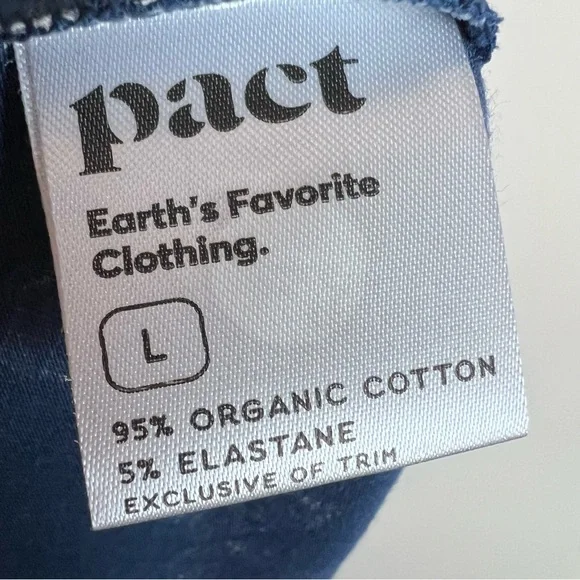 pact
Earth's Favorite
Clothing.
L
95% ORGANIC COTTON
5% ELASTANE
EXCLUSIVE OF TRIM